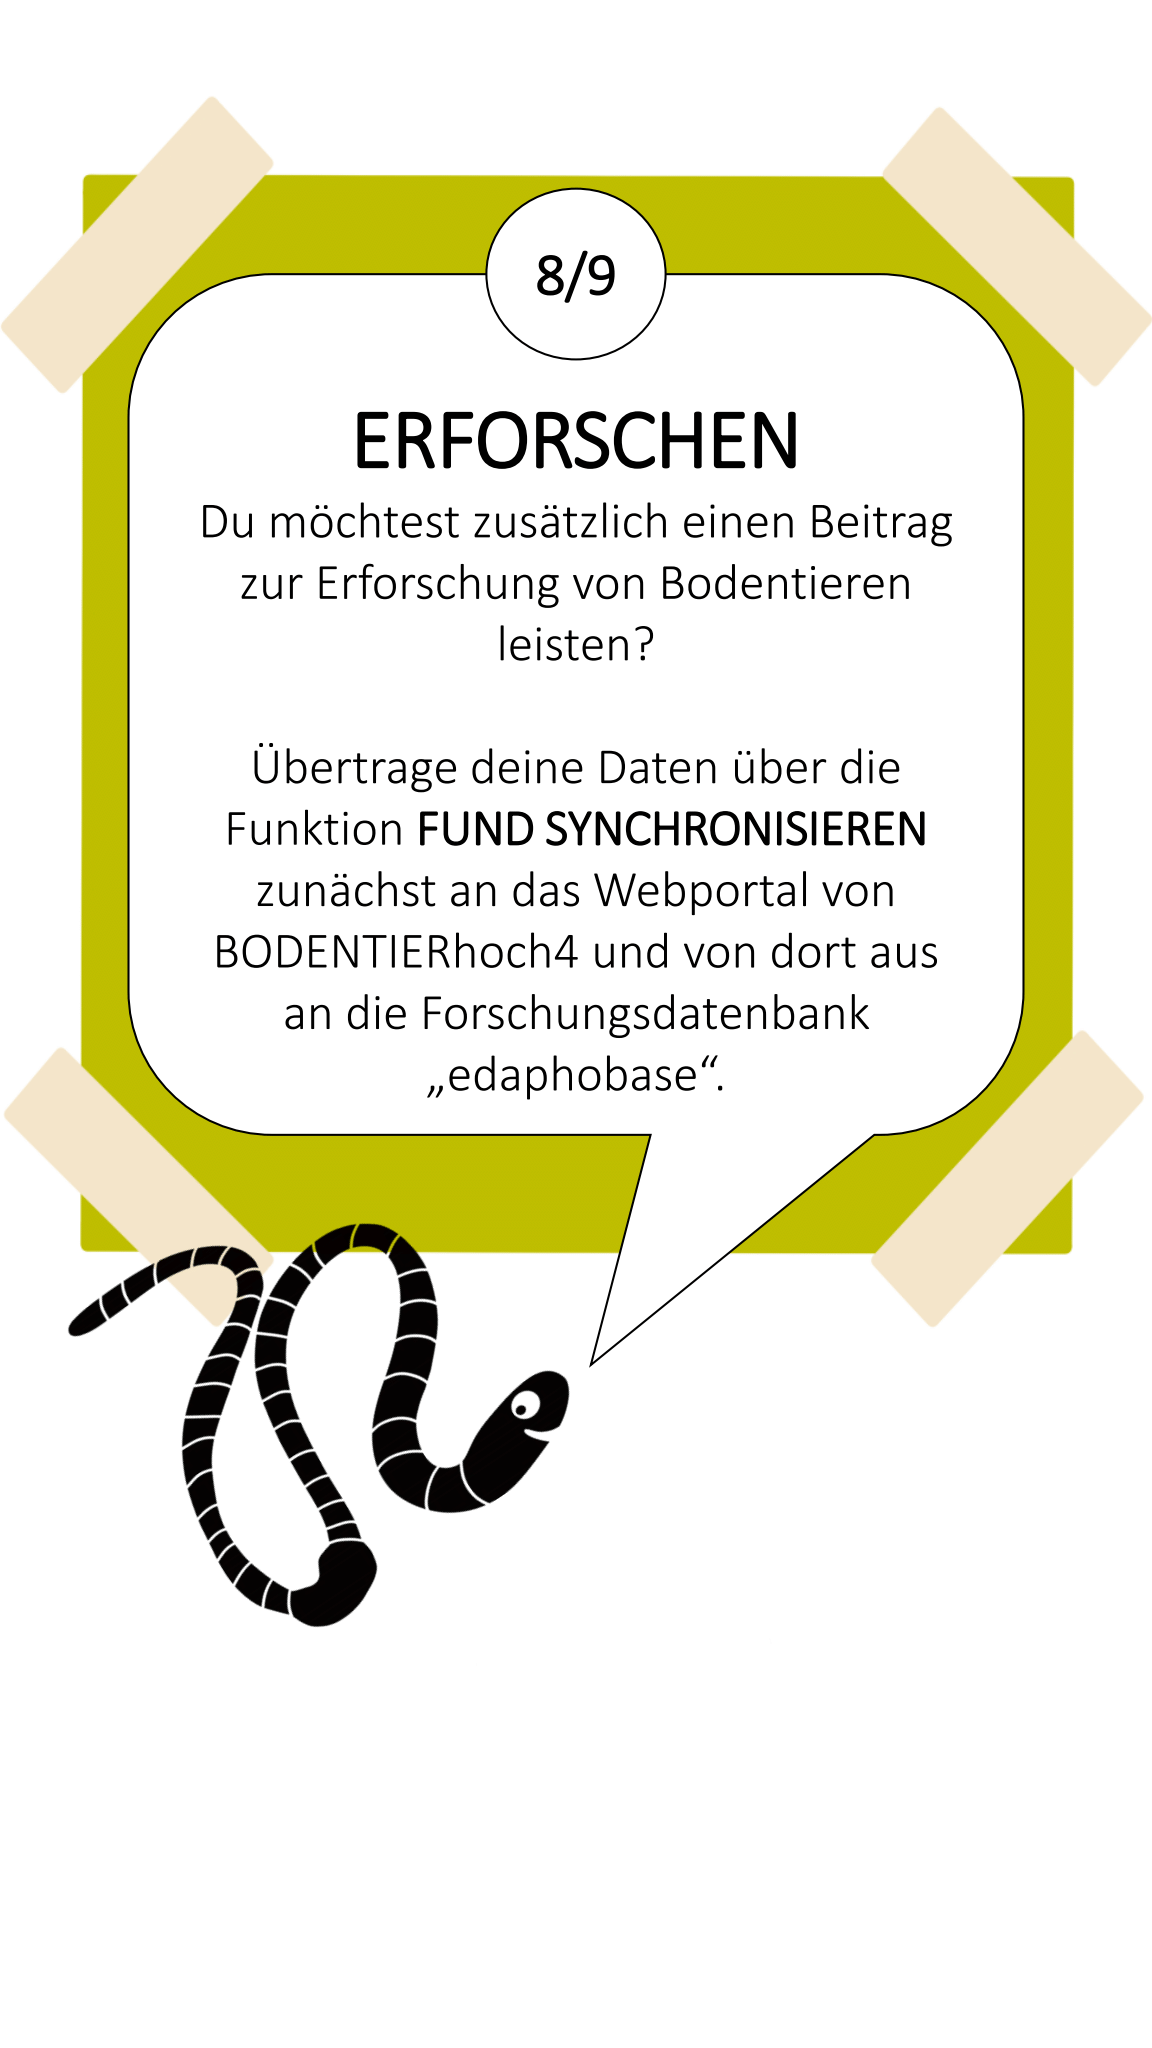 8/9
ERFORSCHEN
Du möchtest zusätzlich einen Beitrag
zur Erforschung von Bodentieren
leisten?
Übertrage deine Daten über die
Funktion FUND SYNCHRONISIEREN
zunächst an das Webportal von
BODENTIERhoch4 und von dort aus
an die Forschungsdatenbank
„edaphobase“.